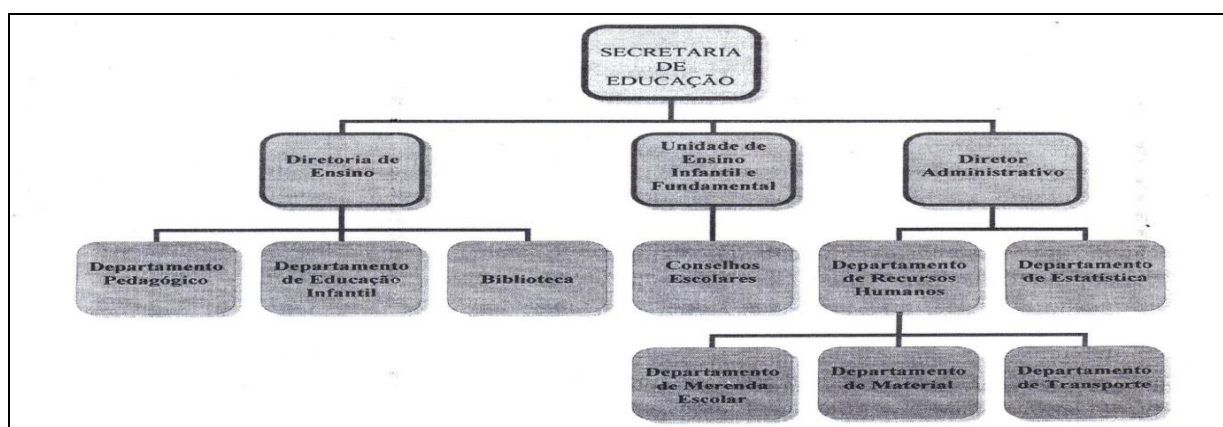 SECRETARIA
DE
EDUCAÇÃO
Diretoria de
Ensino
Unidade de
Ensino
Infantil e
Fundamental
Diretor
Administrativo
Departamento
Pedagógico
Departamento
de Educação
Infantil
Biblioteca
Conselhos
Escolares
Departamento
de Recursos
Humanos
Departamento
de Estatística
Departamento
de Merenda
Escolar
Departamento
de Material
Departamento
de Transporte